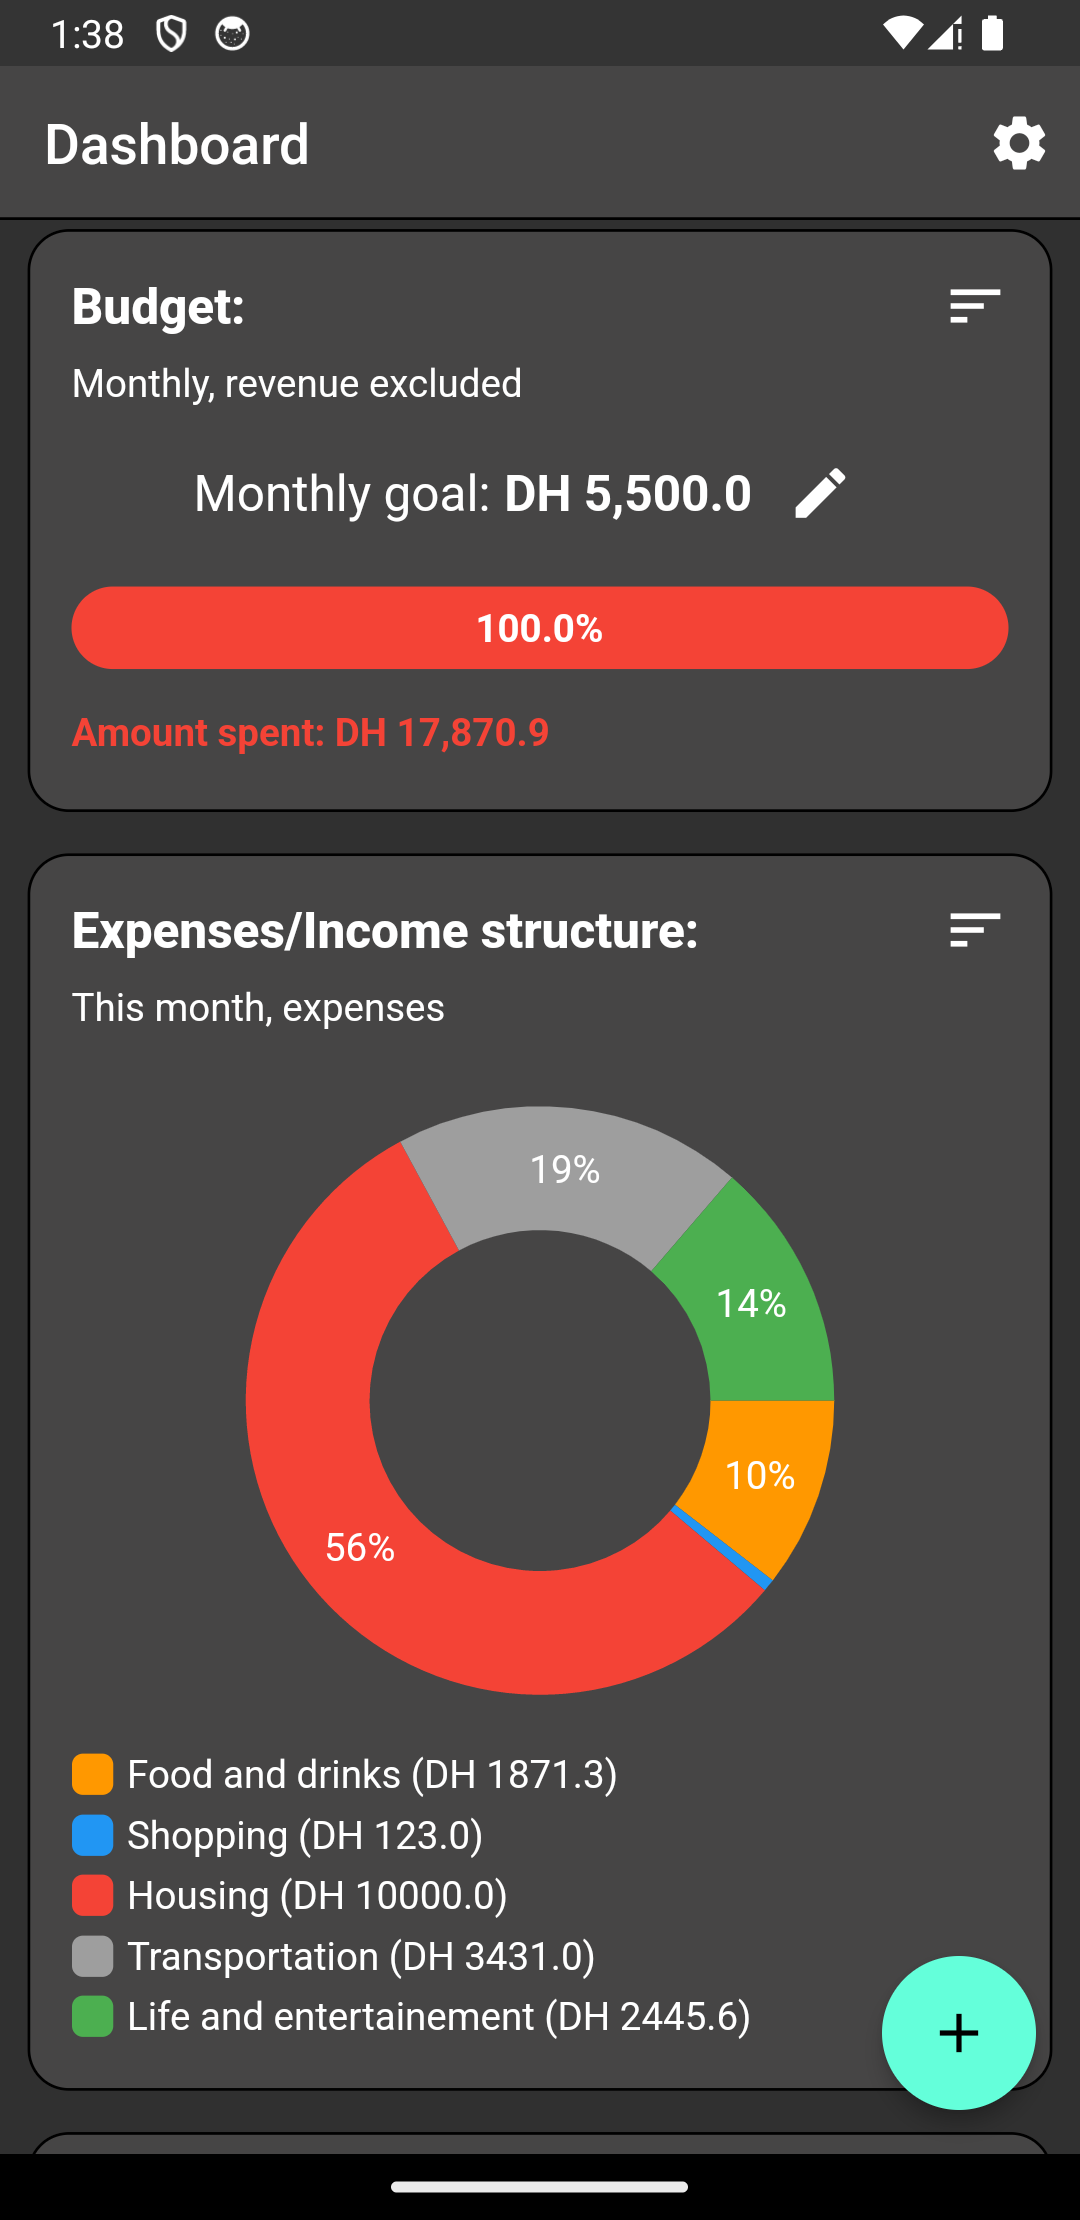 1:38
Dashboard
Budget:
Monthly, revenue excluded
Monthly goal: DH 5,500.0
100.0%
Amount spent: DH 17,870.9
Expenses/Income structure:
This month, expenses
19%
14%
10%
56%
Food and drinks (DH 1871.3)
Shopping (DH 123.0)
Housing (DH 10000.0)
Transportation (DH 3431.0)
Life and entertainement (DH 2445.6)